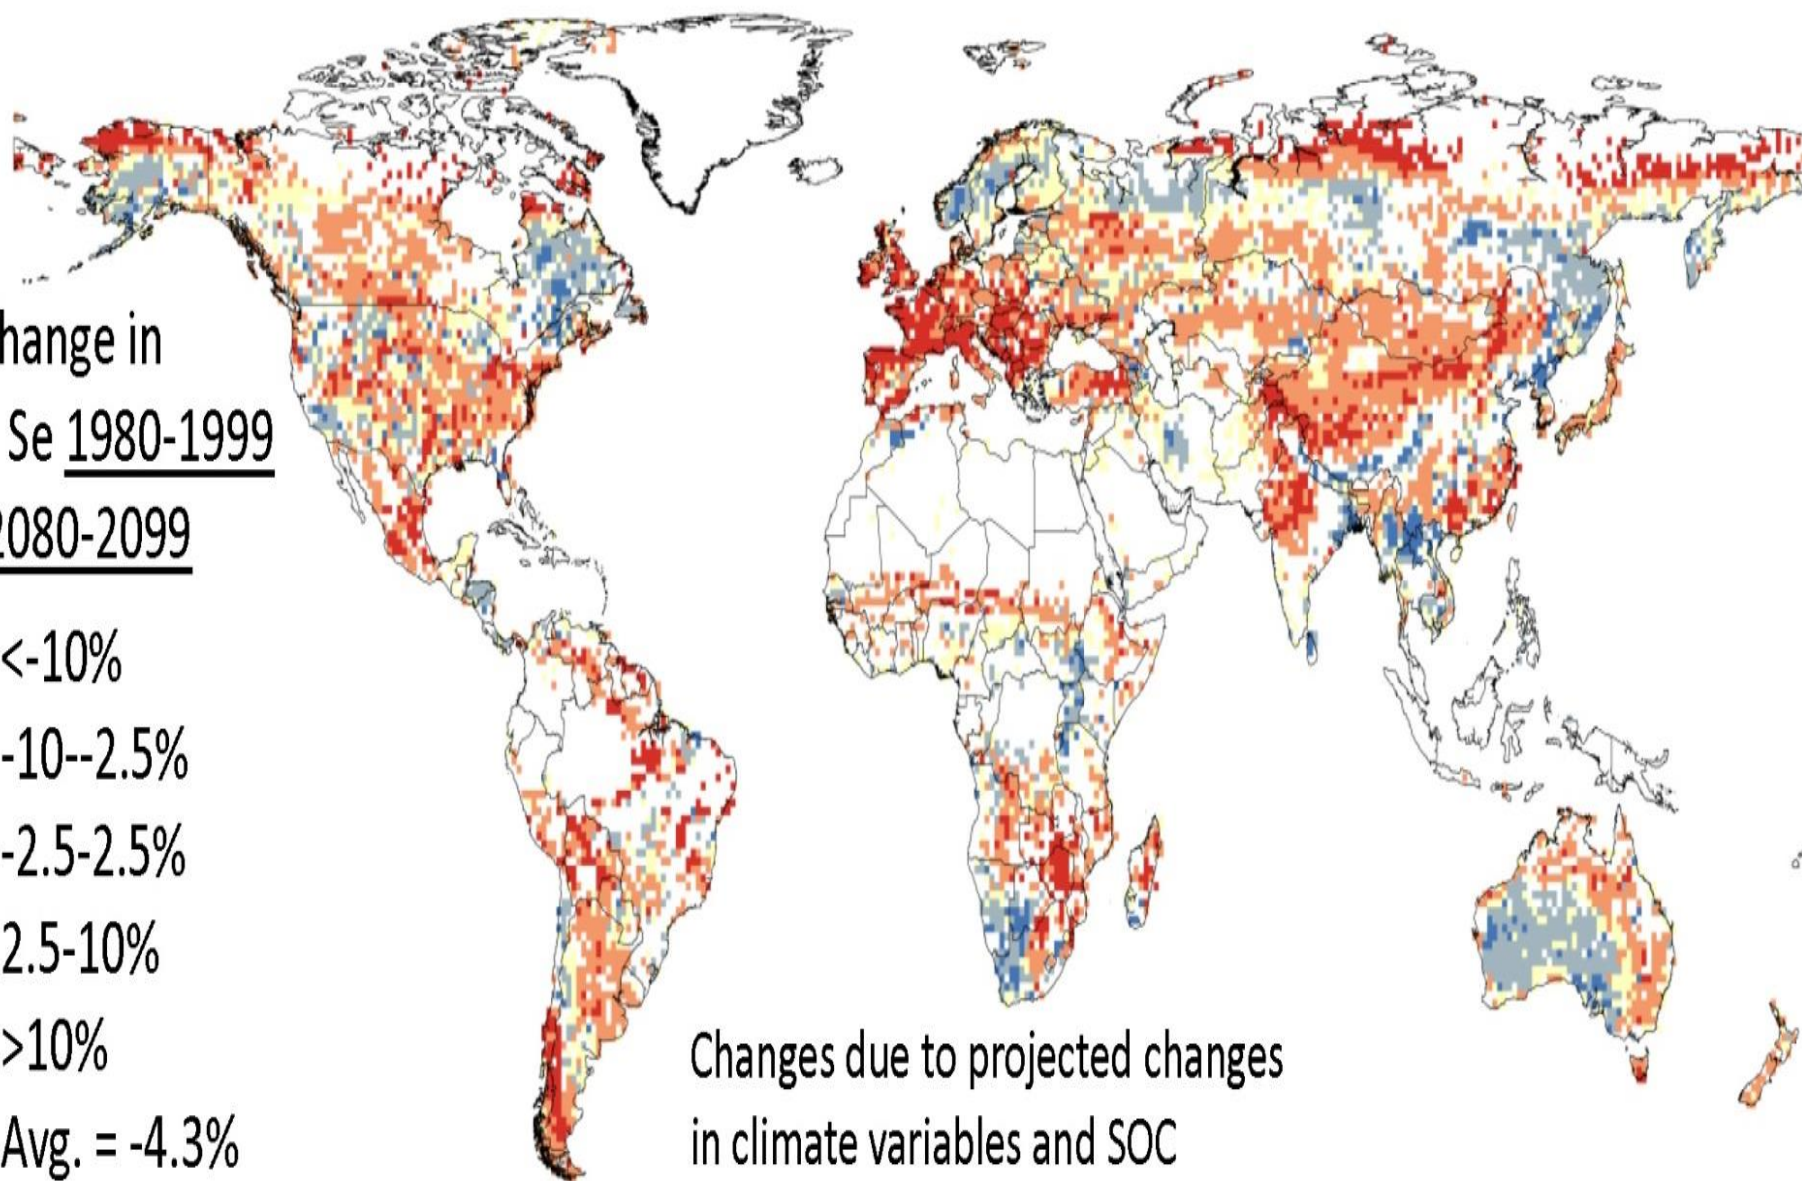 hange in
Se 1980-1999
2080-2099
<-10%
-10--2.5%
-2.5-2.5%
2.5-10%
>10%
Avg. = -4.3%
Changes due to projected changes
in climate variables and SOC